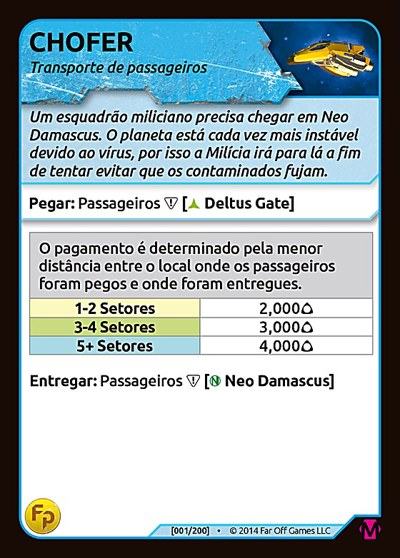 CHOFER
Transporte de passageiros
Um esquadrão miliciano precisa chegar em Neo
Damascus. O planeta está cada vez mais instável
devido ao vírus, por isso a Milícia irá para lá a fim
de tentar evitar que os contaminados fujam.
Pegar: Passageiros [ Deltus Gate]
O pagamento é determinado pela menor
distância entre o local onde os passageiros
foram pegos e onde foram entregues.
1-2 Setores 2,000
3-4 Setores 3,000
5+ Setores 4,000
Entregar: Passageiros [N Neo Damascus]
FP
[001/200] • © 2014 Far Off Games LLC